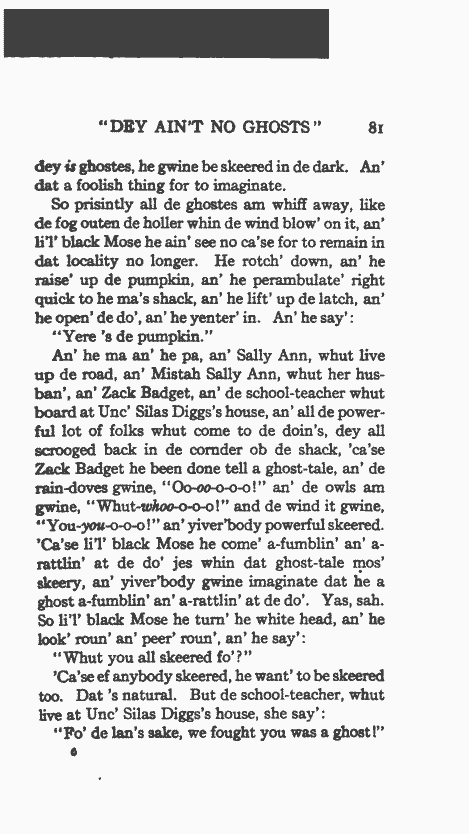 "DEY AIN'T NO GHOSTS" 81
dey is ghostes, he gwine be skeered in de dark. An'
dat a foolish thing for to imaginate.
So prisintly all de ghostes am whiff away, like
de fog outen de holler whin de wind blow' on it, an'
li'l' black Mose he ain' see no ca'se for to remain in
dat locality no longer. He rotch' down, an' he
raise' up de pumpkin, an' he perambulate' right
quick to he ma's shack, an' he lift' up de latch, an'
he open' de do', an' he yenter' in. An' he say':
"Yere 's de pumpkin."
An' he ma an' he pa, an' Sally Ann, whut live
up de road, an' Mistah Sally Ann, whut her hus-
ban', an' Zack Badget, an' de school-teacher whut
board at Unc' Silas Diggs's house, an' all de power-
ful lot of folks whut come to de doin's, dey all
scrooged back in de cornder ob de shack, 'ca'se
Zack Badget he been done tell a ghost-tale, an' de
rain-doves gwine, "Oo-oo-o-o-o!" an' de owls am
gwine, "Whut-whoo-o-o-o!" and de wind it gwine,
"You-you-o-o-o!" an' yiver'body powerful skeered.
'Ca'se li'l' black Mose he come' a-fumblin' an' a-
rattlin' at de do' jes whin dat ghost-tale mos'
skeery, an' yiver'body gwine imaginate dat he a
ghost a-fumblin' an' a-rattlin' at de do'. Yas, sah.
So li'l' black Mose he turn' he white head, an' he
look' roun' an' peer' roun', an' he say':
"Whut you all skeered fo'?"
'Ca'se ef anybody skeered, he want' to be skeered
too. Dat 's natural. But de school-teacher, whut
live at Unc' Silas Diggs's house, she say':
"Fo' de lan's sake, we fought you was a ghost!"
6